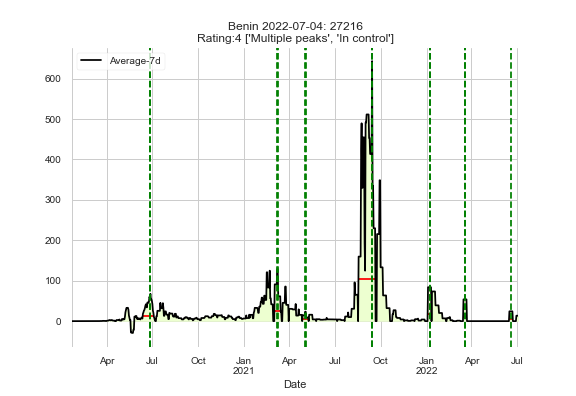 Benin 2022-07-04: 27216
Rating:4 ['Multiple peaks', 'In control']
Average-7d
600
500
400
300
200
100
0
Apr Jul Oct Jan Apr Jul Oct Jan Apr Jul
2021 2022
Date